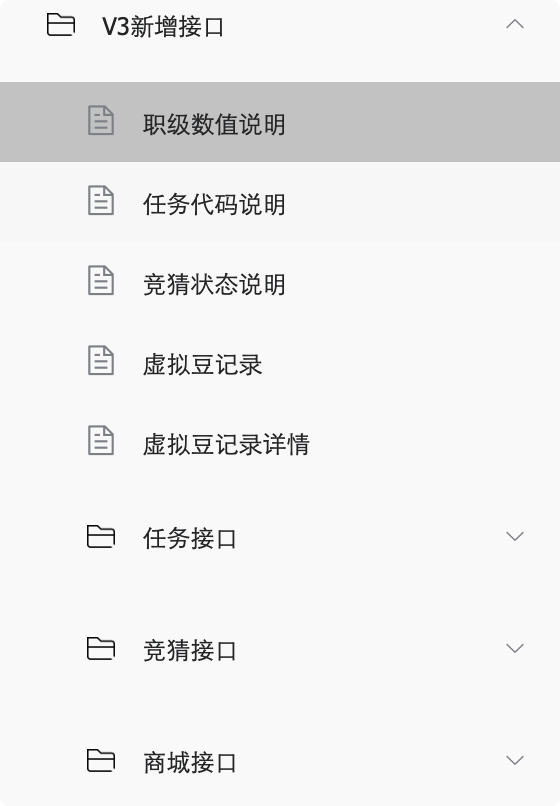 V3新增接口
职级数值说明
任务代码说明
竞猜状态说明
虚拟豆记录
虚拟豆记录详情
任务接口
竞猜接口
商城接口